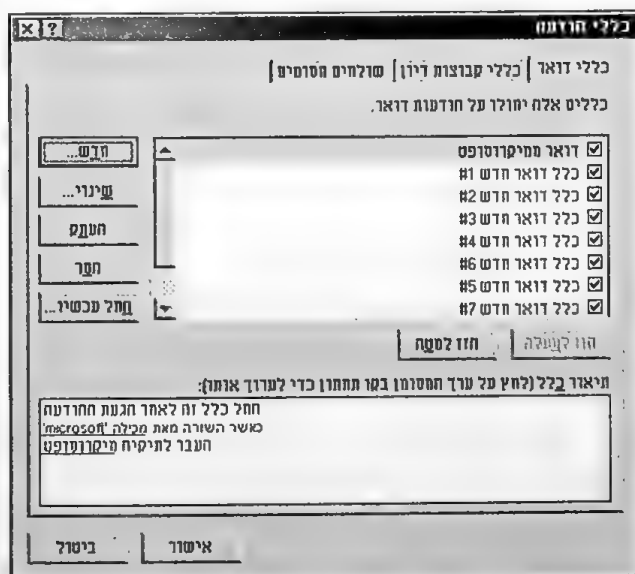 כללי הודעה
כללי דואר | כללי קבוצות דיון | שולחים חסומים
כללים אלה יחולו על הודעות דואר.
דואר ממיקרוסופט
כלל דואר חדש #1
כלל דואר חדש #2
כלל דואר חדש #3
כלל דואר חדש #4
כלל דואר חדש #6
כלל דואר חדש #5
כלל דואר חדש #7
חדש...
שינוי...
העתק
הסר
החל עכשיו...
הזז למעלה
הזז למטה
תיאור כלל (לחץ על ערך המסומן בקו תחתון כדי לערוך אותו):
החל כלל זה לאחר הגעת ההודעה
כאשר השורה מאת מכילה 'microsoft'
העבר לתיקיה מיקרוסופט
אישור
ביטול